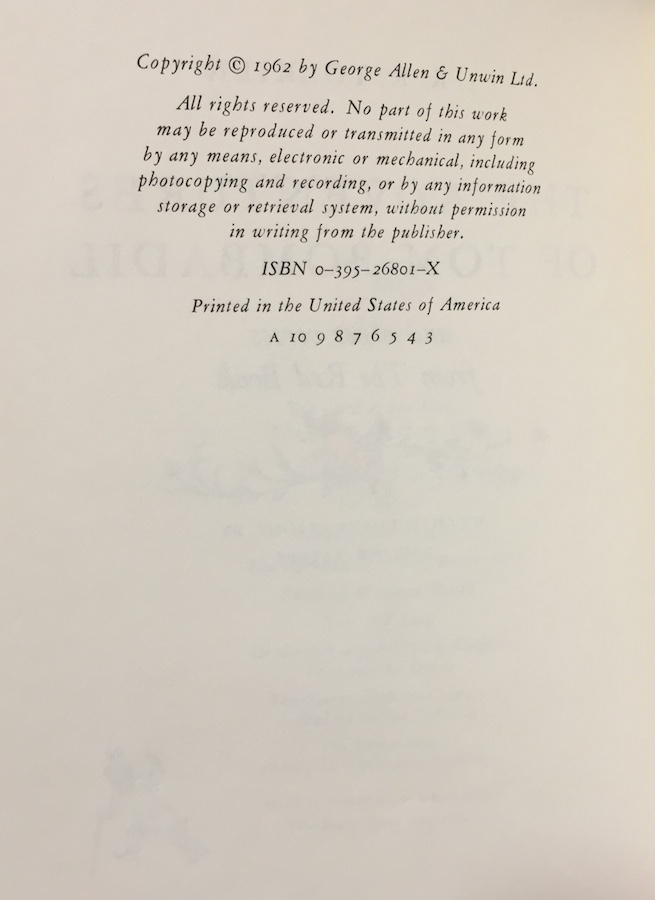 Copyright © 1962 by George Allen & Unwin Ltd.
All rights reserved. No part of this work
may be reproduced or transmitted in any form
by any means, electronic or mechanical, including
photocopying and recording, or by any information
storage or retrieval system, without permission
in writing from the publisher.
ISBN 0–395–26801–X
Printed in the United States of America
A 10 9 8 7 6 5 4 3